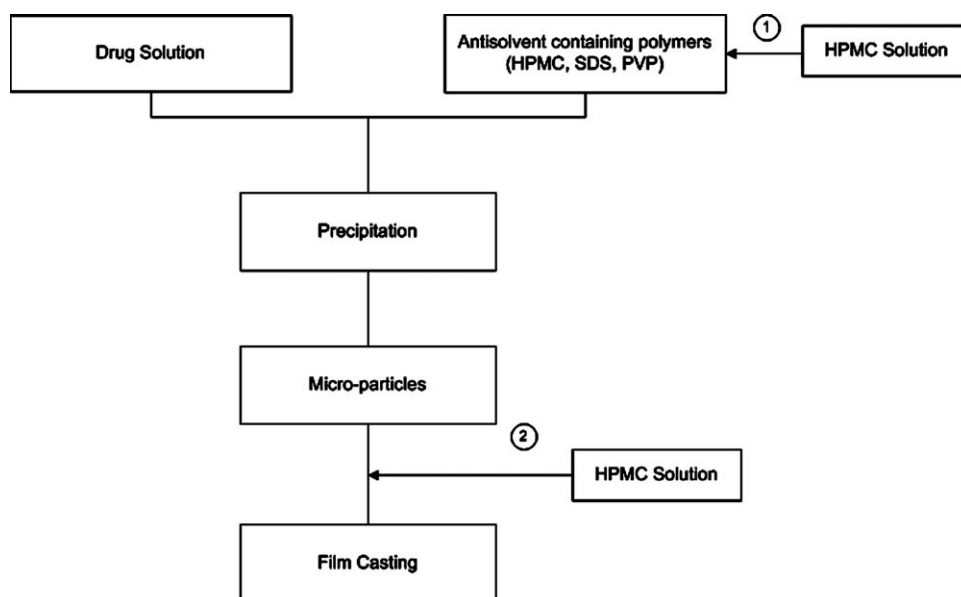 Drug Solution
Antisolvent containing polymers
(HPMC, SDS, PVP)
1
HPMC Solution
Precipitation
Micro-particles
2
HPMC Solution
Film Casting